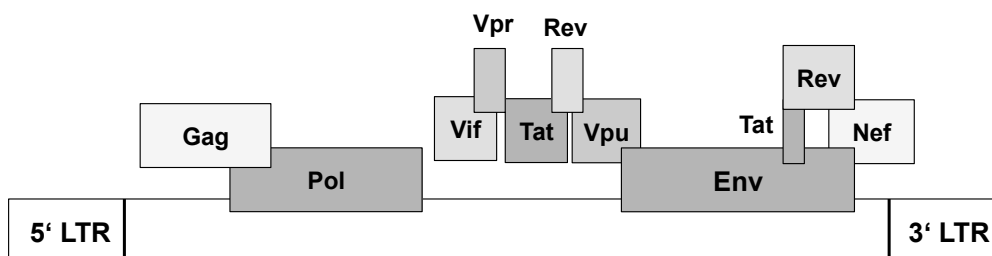 Vpr Rev
Rev
Gag Vif Tat Vpu Tat Nef
Pol Env
5‘ LTR 3‘ LTR